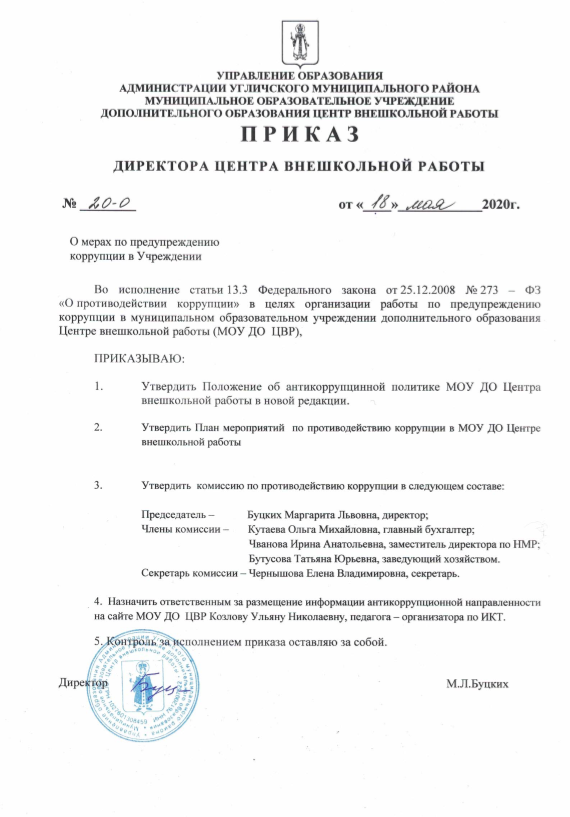 УПРАВЛЕНИЕ ОБРАЗОВАНИЯ
АДМИНИСТРАЦИИ УГЛИЧСКОГО МУНИЦИПАЛЬНОГО РАЙОНА
МУНИЦИПАЛЬНОЕ ОБРАЗОВАТЕЛЬНОЕ УЧРЕЖДЕНИЕ
ДОПОЛНИТЕЛЬНОГО ОБРАЗОВАНИЯ ЦЕНТР ВНЕШКОЛЬНОЙ РАБОТЫ
П Р И К А З
ДИРЕКТОРА ЦЕНТРА ВНЕШКОЛЬНОЙ РАБОТЫ
№ 20-О от « 18 » мая 2020г.
О мерах по предупреждению
коррупции в Учреждении
Во исполнение статьи 13.3 Федерального закона от 25.12.2008 № 273 – ФЗ
«О противодействии коррупции» в целях организации работы по предупреждению
коррупции в муниципальном образовательном учреждении дополнительного образования
Центре внешкольной работы (МОУ ДО ЦВР),
ПРИКАЗЫВАЮ:
1. Утвердить Положение об антикоррупцинной политике МОУ ДО Центра
внешкольной работы в новой редакции.
2. Утвердить План мероприятий по противодействию коррупции в МОУ ДО Центре
внешкольной работы
3. Утвердить комиссию по противодействию коррупции в следующем составе:
Председатель – Буцких Маргарита Львовна, директор;
Члены комиссии – Кутаева Ольга Михайловна, главный бухгалтер;
Чванова Ирина Анатольевна, заместитель директора по НМР;
Бутусова Татьяна Юрьевна, заведующий хозяйством.
Секретарь комиссии – Чернышова Елена Владимировна, секретарь.
4. Назначить ответственным за размещение информации антикоррупционной направленности
на сайте МОУ ДО ЦВР Козлову Ульяну Николаевну, педагога – организатора по ИКТ.
5. Контроль за исполнением приказа оставляю за собой.
Директор М.Л.Буцких